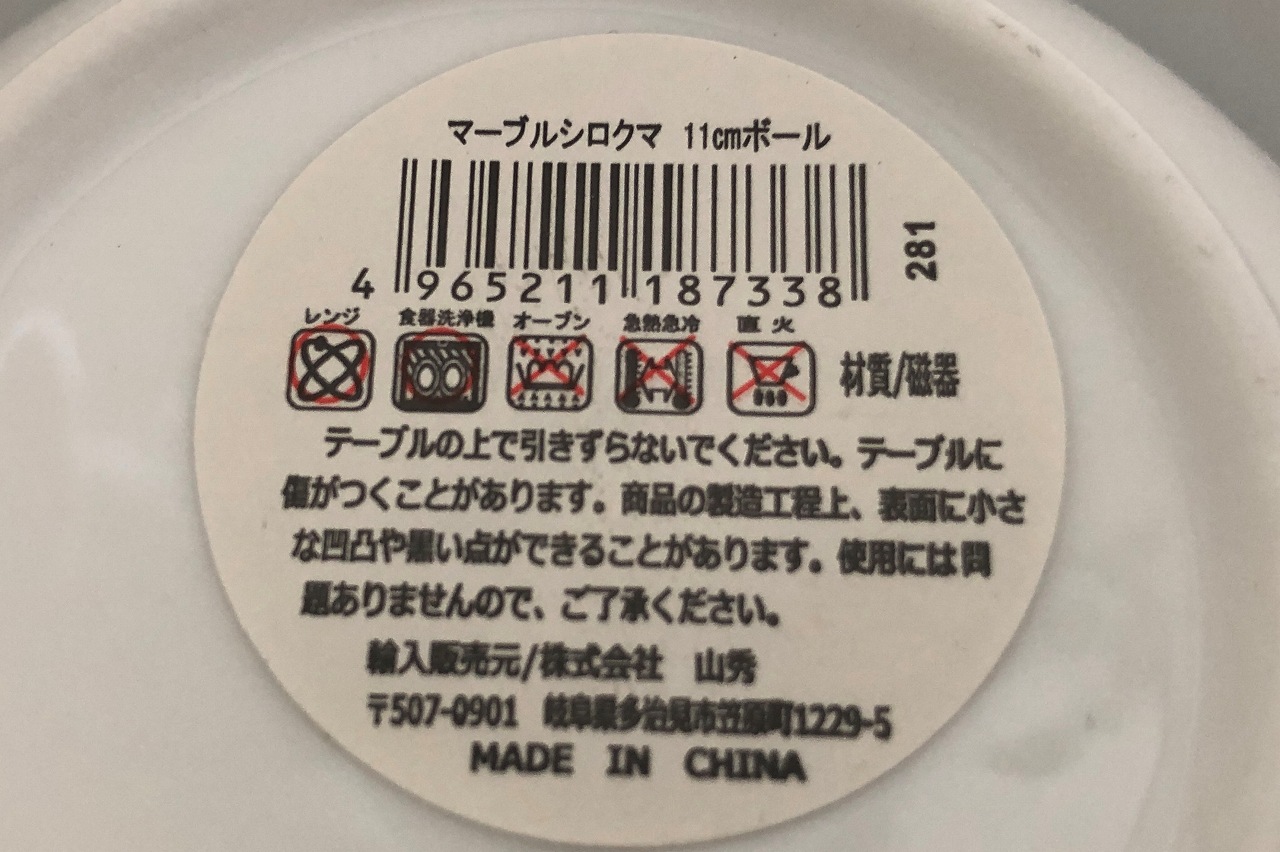 マーブルシロクマ 11cmボール
281
4 965211 187338
レンジ 食器洗浄機 オーブン 急熱急冷 直火
材質/磁器
テーブルの上で引きずらないでください。テーブルに
傷がつくことがあります。商品の製造工程上、表面に小さ
な凹凸や黒い点ができることがあります。使用には問
題ありませんので、ご了承ください。
輸入販売元/株式会社 山秀
〒507-0901 岐阜県多治見市笠原町1229-5
MADE IN CHINA